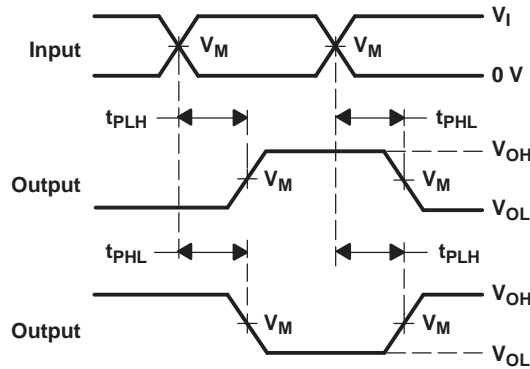 V_I
Input V_M V_M
0 V
t_PLH t_PHL
V_OH
Output V_M V_M
V_OL
t_PHL t_PLH
V_OH
Output V_M V_M
V_OL